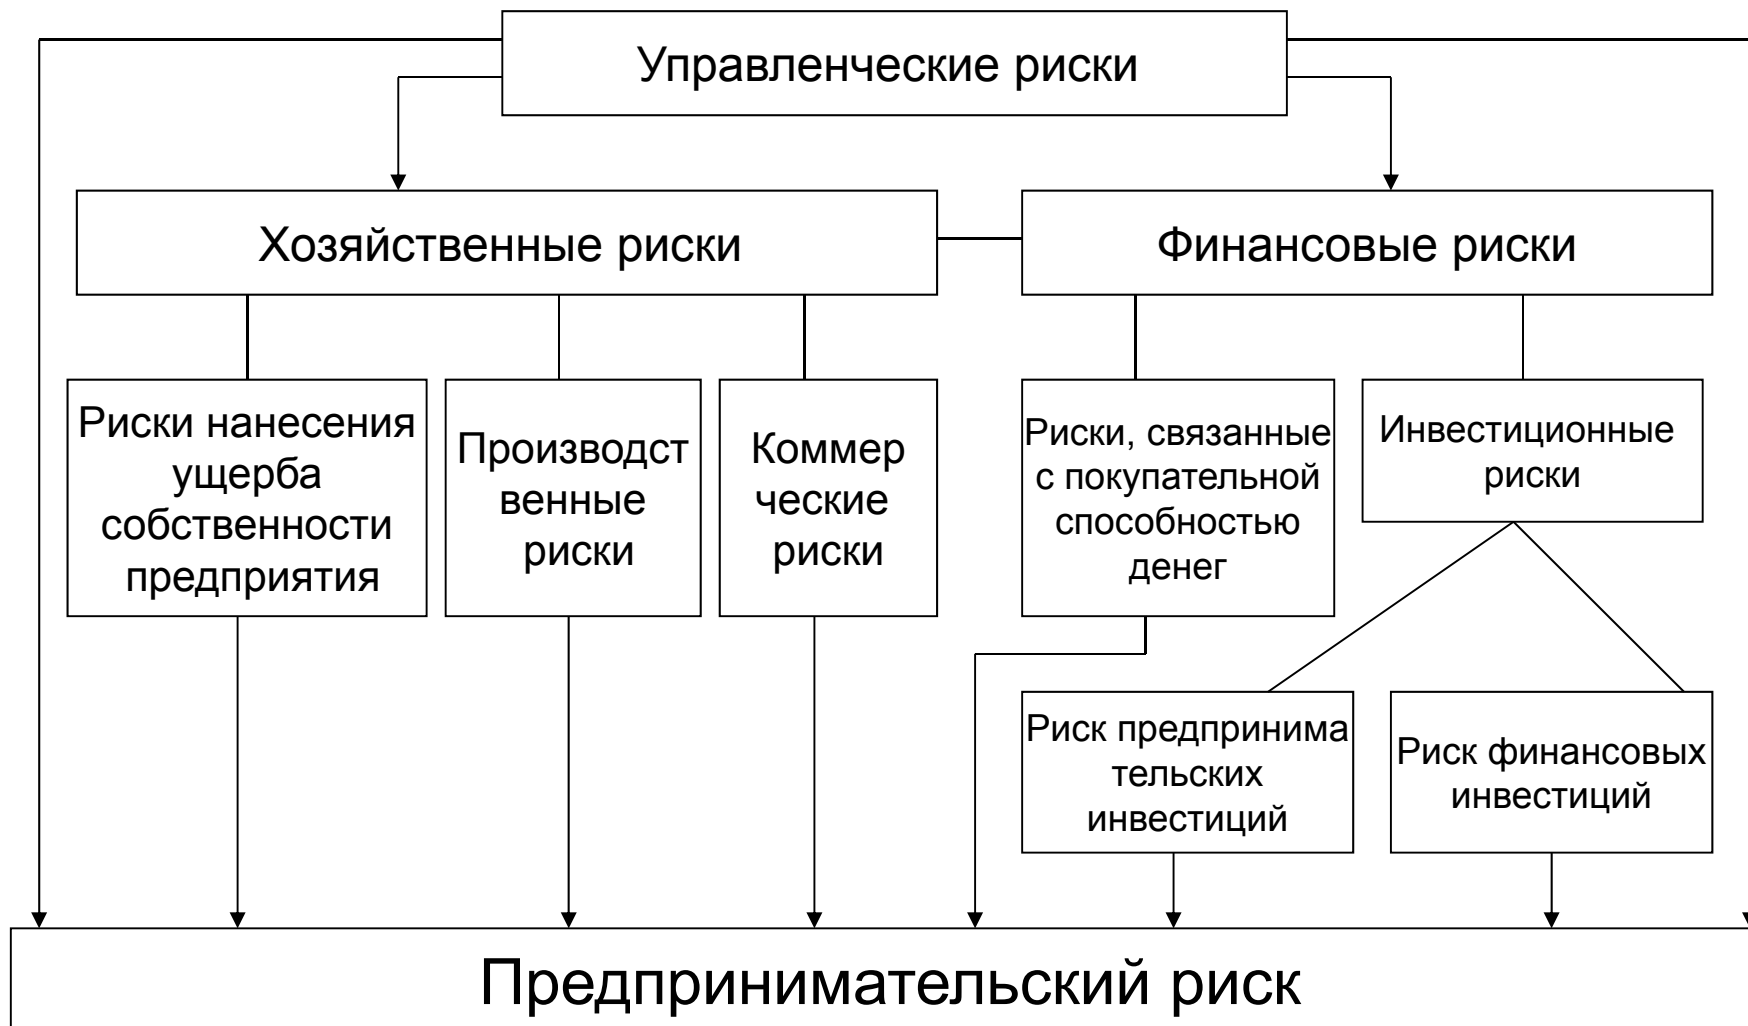 Управленческие риски
Хозяйственные риски
Финансовые риски
Риски нанесения
ущерба
собственности
предприятия
Производст
венные
риски
Коммер
ческие
риски
Риски, связанные
с покупательной
способностью
денег
Инвестиционные
риски
Риск предпринима
тельских
инвестиций
Риск финансовых
инвестиций
Предпринимательский риск